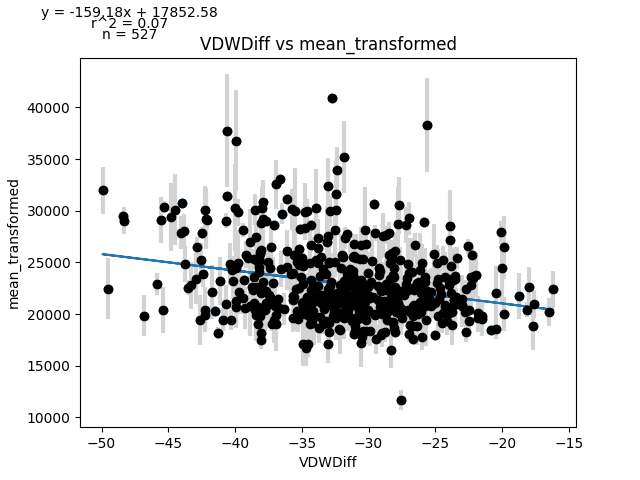 y = -159.18x + 17852.58
r^2 = 0.07
n = 527
VDWDiff vs mean_transformed
40000
35000
30000
25000
20000
15000
10000
mean_transformed
−50
−45
−40
−35
−30
−25
−20
−15
VDWDiff